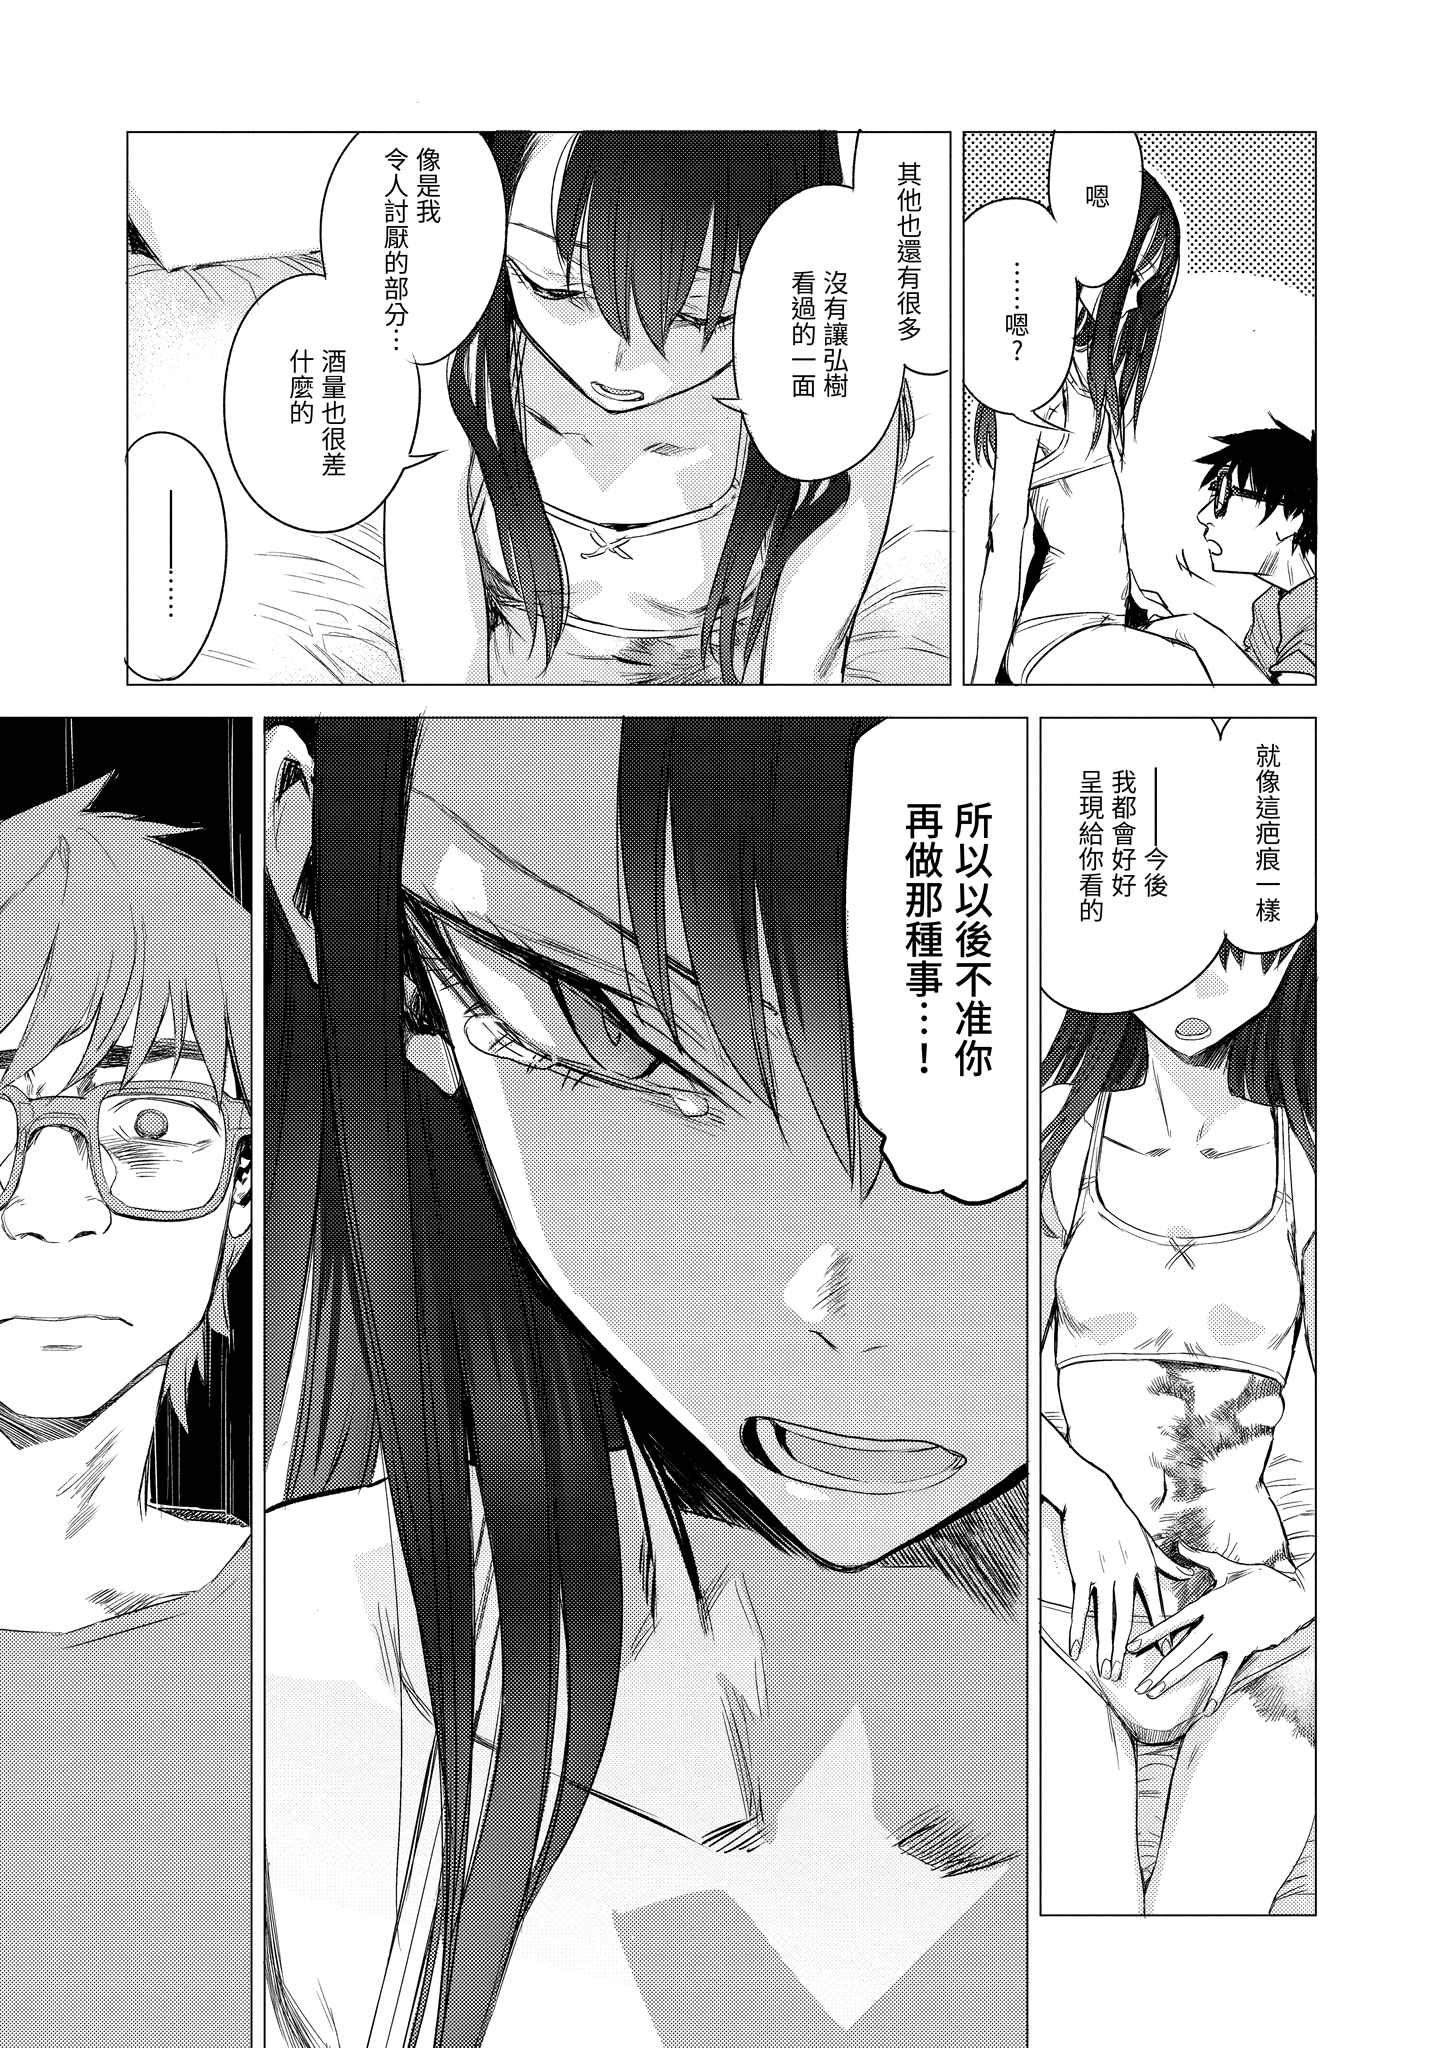 嗯
……嗯?
其他也還有很多
沒有讓弘樹
看過的一面
像是我
令人討厭的部分…
酒量也很差
什麼的
——……
就像這疤痕一樣
——今後
我都會好好
呈現給你看的
所以以後不准你
再做那種事…！